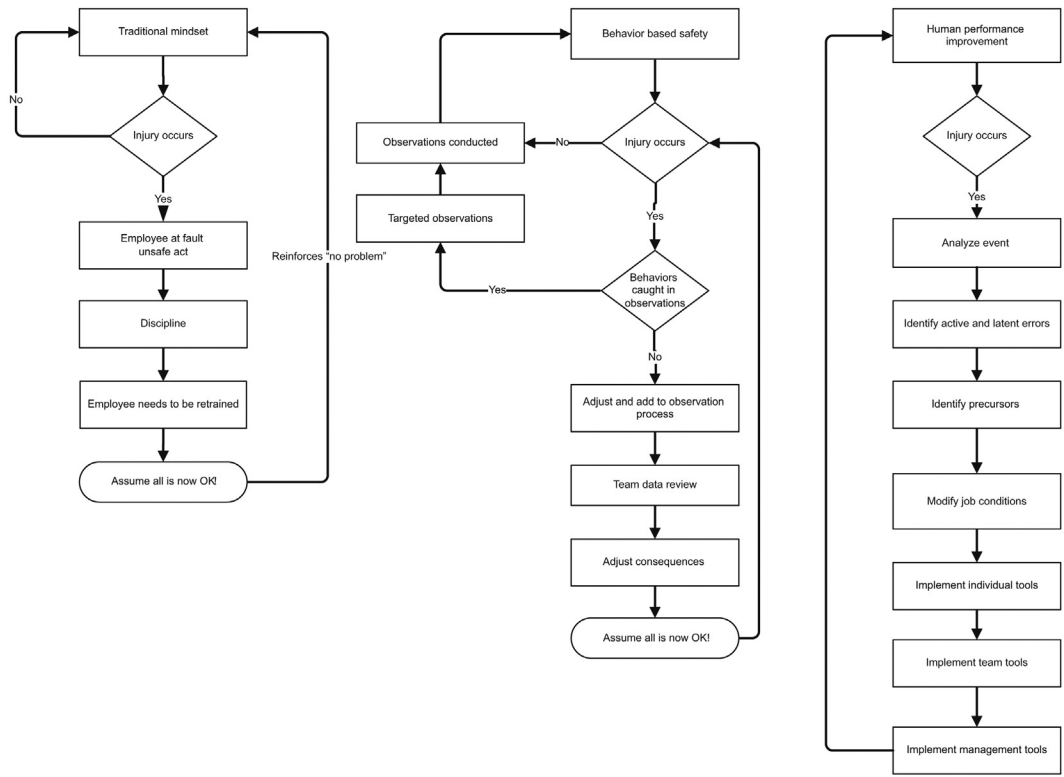 Traditional mindset
No
Injury occurs
Yes
Employee at fault
unsafe act
Reinforces “no problem”
Discipline
Employee needs to be retrained
Assume all is now OK!
Behavior based safety
Observations conducted
No
Injury occurs
Targeted observations
Yes
Yes
Behaviors
caught in
observations
No
Adjust and add to observation
process
Team data review
Adjust consequences
Assume all is now OK!
Human performance
improvement
Injury occurs
Yes
Analyze event
Identify active and latent errors
Identify precursors
Modify job conditions
Implement individual tools
Implement team tools
Implement management tools